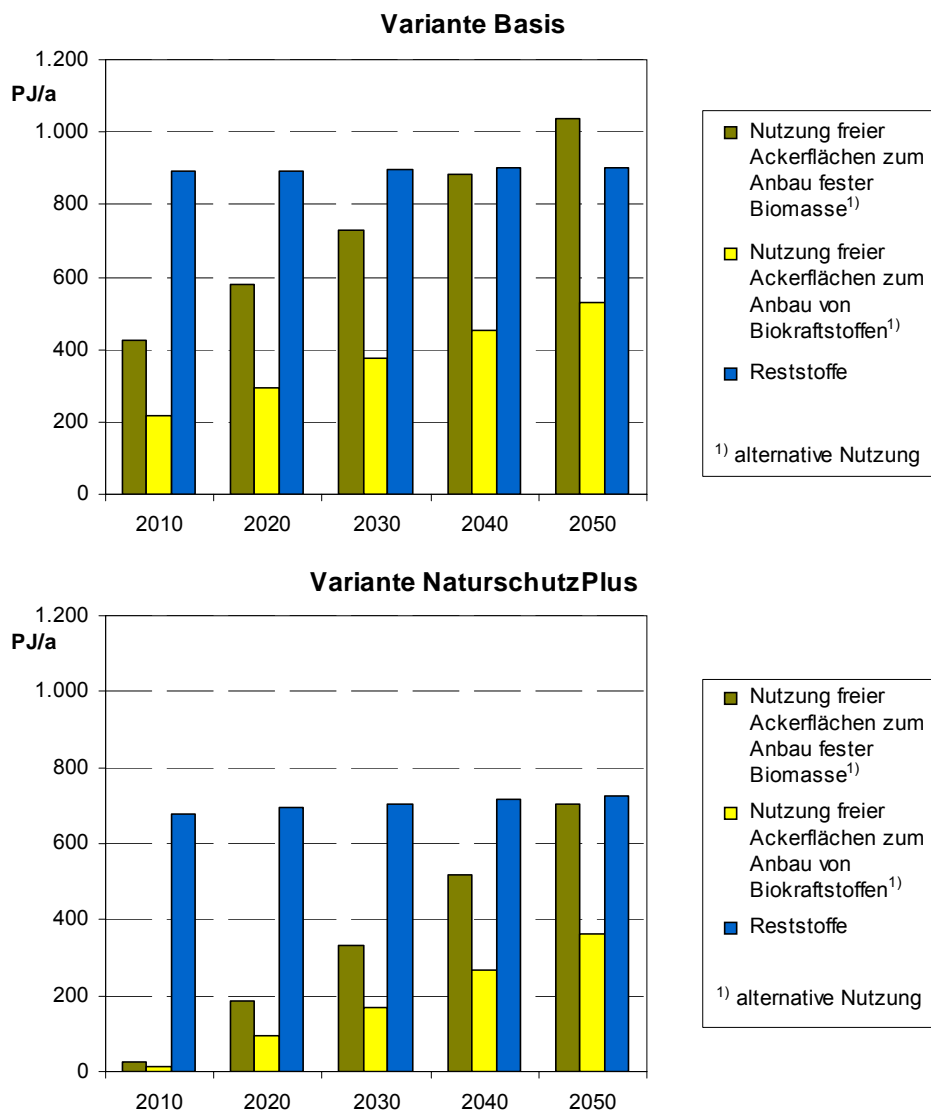 Variante Basis
1.200
PJ/a
1.000
800
600
400
200
0
2010 2020 2030 2040 2050
Nutzung freier
Ackerflächen zum
Anbau fester
Biomasse1)
Nutzung freier
Ackerflächen zum
Anbau von
Biokraftstoffen1)
Reststoffe
1) alternative Nutzung
Variante NaturschutzPlus
1.200
PJ/a
1.000
800
600
400
200
0
2010 2020 2030 2040 2050
Nutzung freier
Ackerflächen zum
Anbau fester
Biomasse1)
Nutzung freier
Ackerflächen zum
Anbau von
Biokraftstoffen1)
Reststoffe
1) alternative Nutzung